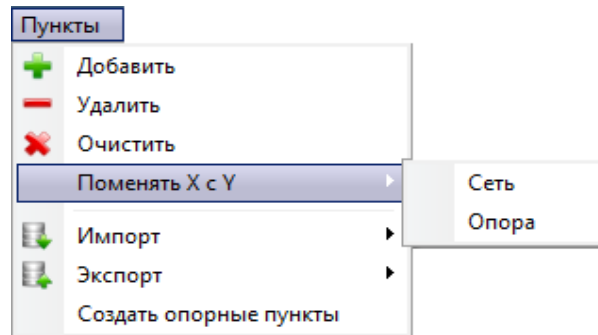 Пункты
Добавить
Удалить
Очистить
Поменять X с Y
Сеть
Опора
Импорт
Экспорт
Создать опорные пункты